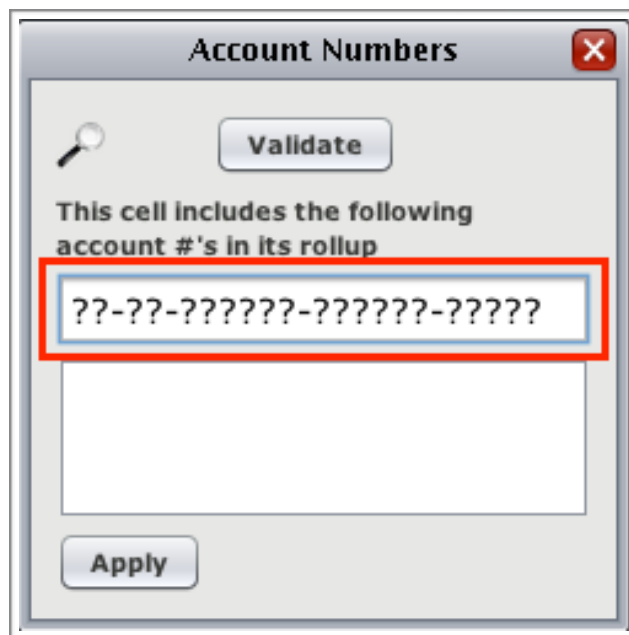 Account Numbers
Validate
This cell includes the following
account #'s in its rollup
??-??-??????-??????-?????
Apply